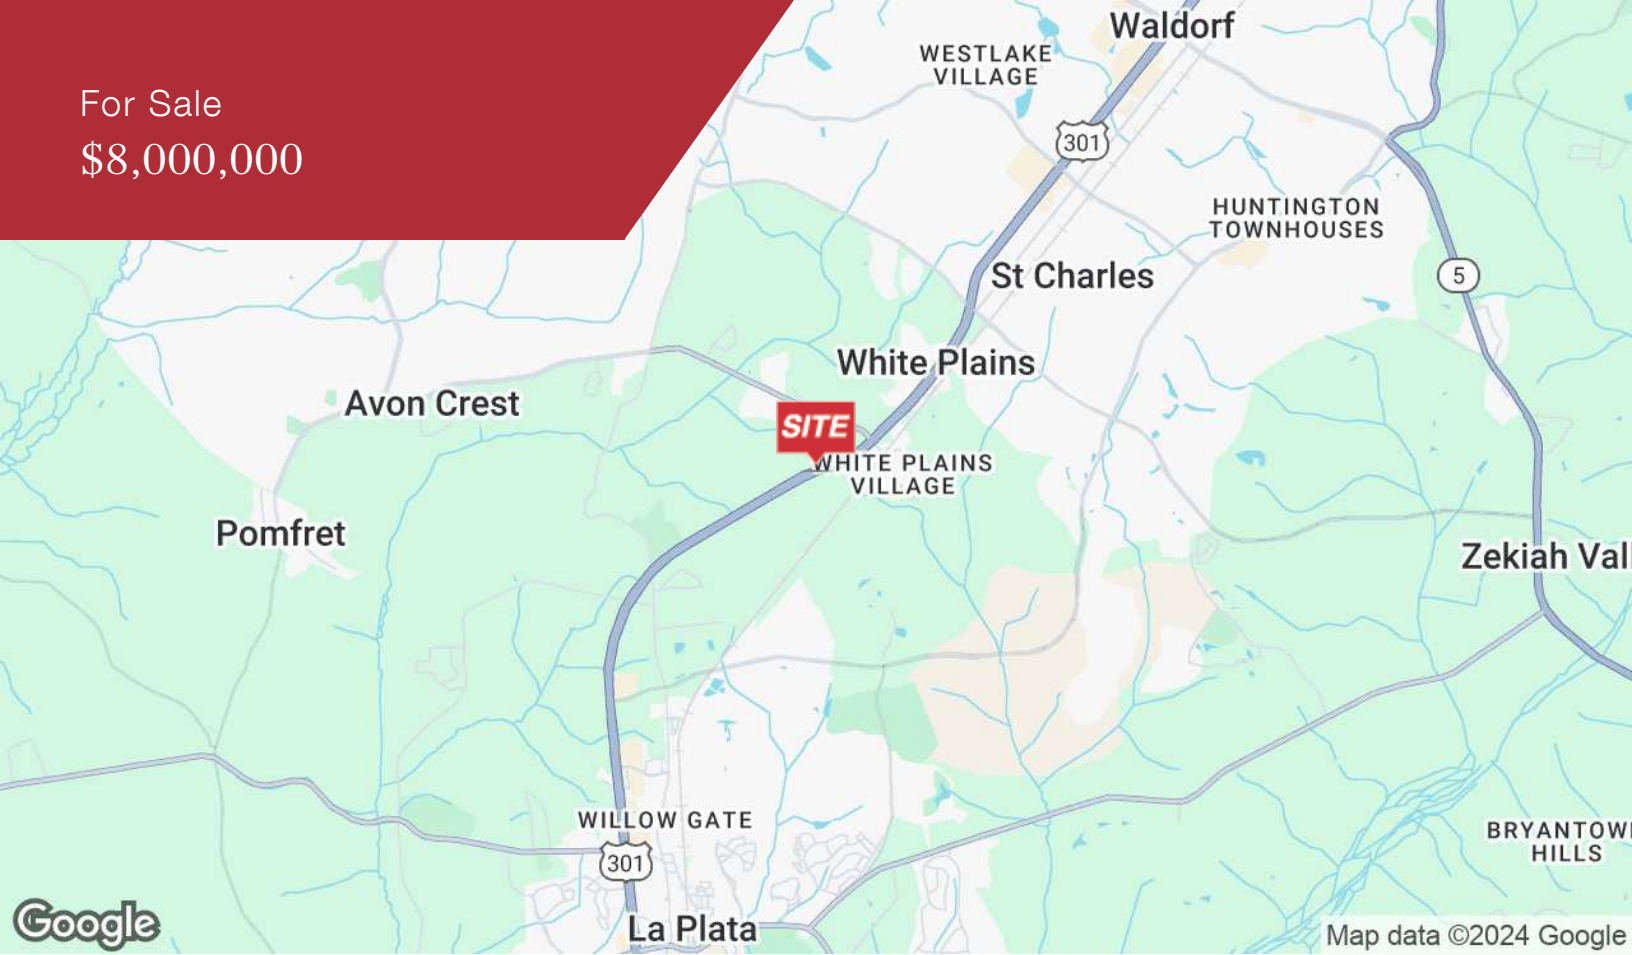 For Sale
$8,000,000
Waldorf
WESTLAKE
VILLAGE
301
HUNTINGTON
TOWNHOUSES
St Charles
5
White Plains
Avon Crest
SITE
WHITE PLAINS
VILLAGE
Pomfret
Zekiah Val
WILLOW GATE
301
BRYANTOW
HILLS
La Plata
Google
Map data ©2024 Google